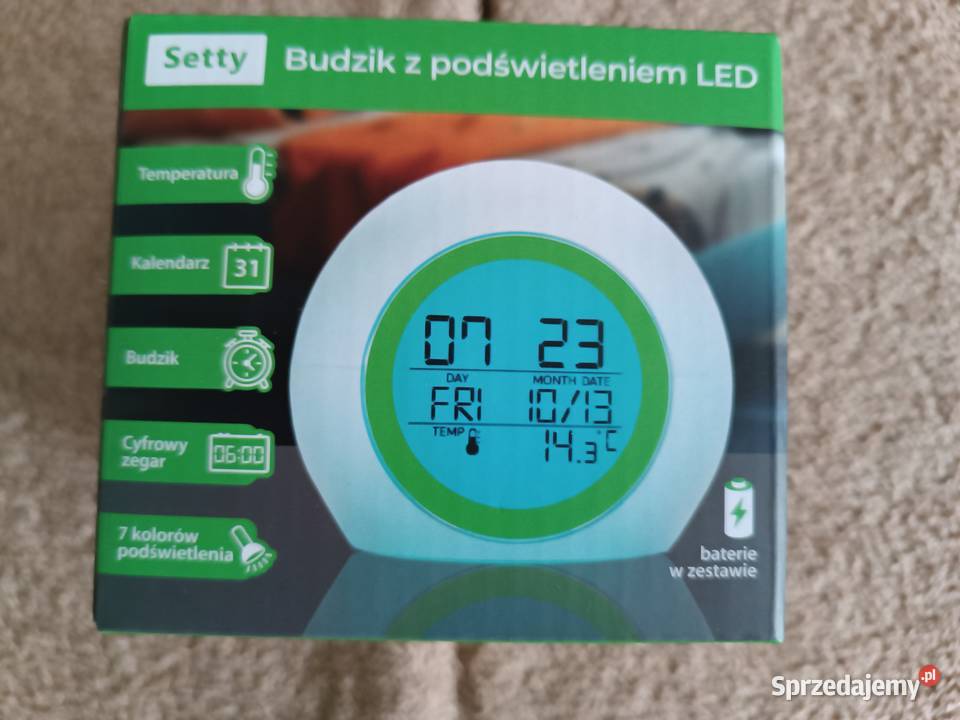 Setty
Budzik z podświetleniem LED
Temperatura
Kalendarz
31
Budzik
Cyfrowy
zegar
06:00
7 kolorów
podświetlenia
07 23
DAY
MONTH DATE
FRI 10/13
TEMP
14.3°C
baterie
w zestawie
Sprzedajemy.pl